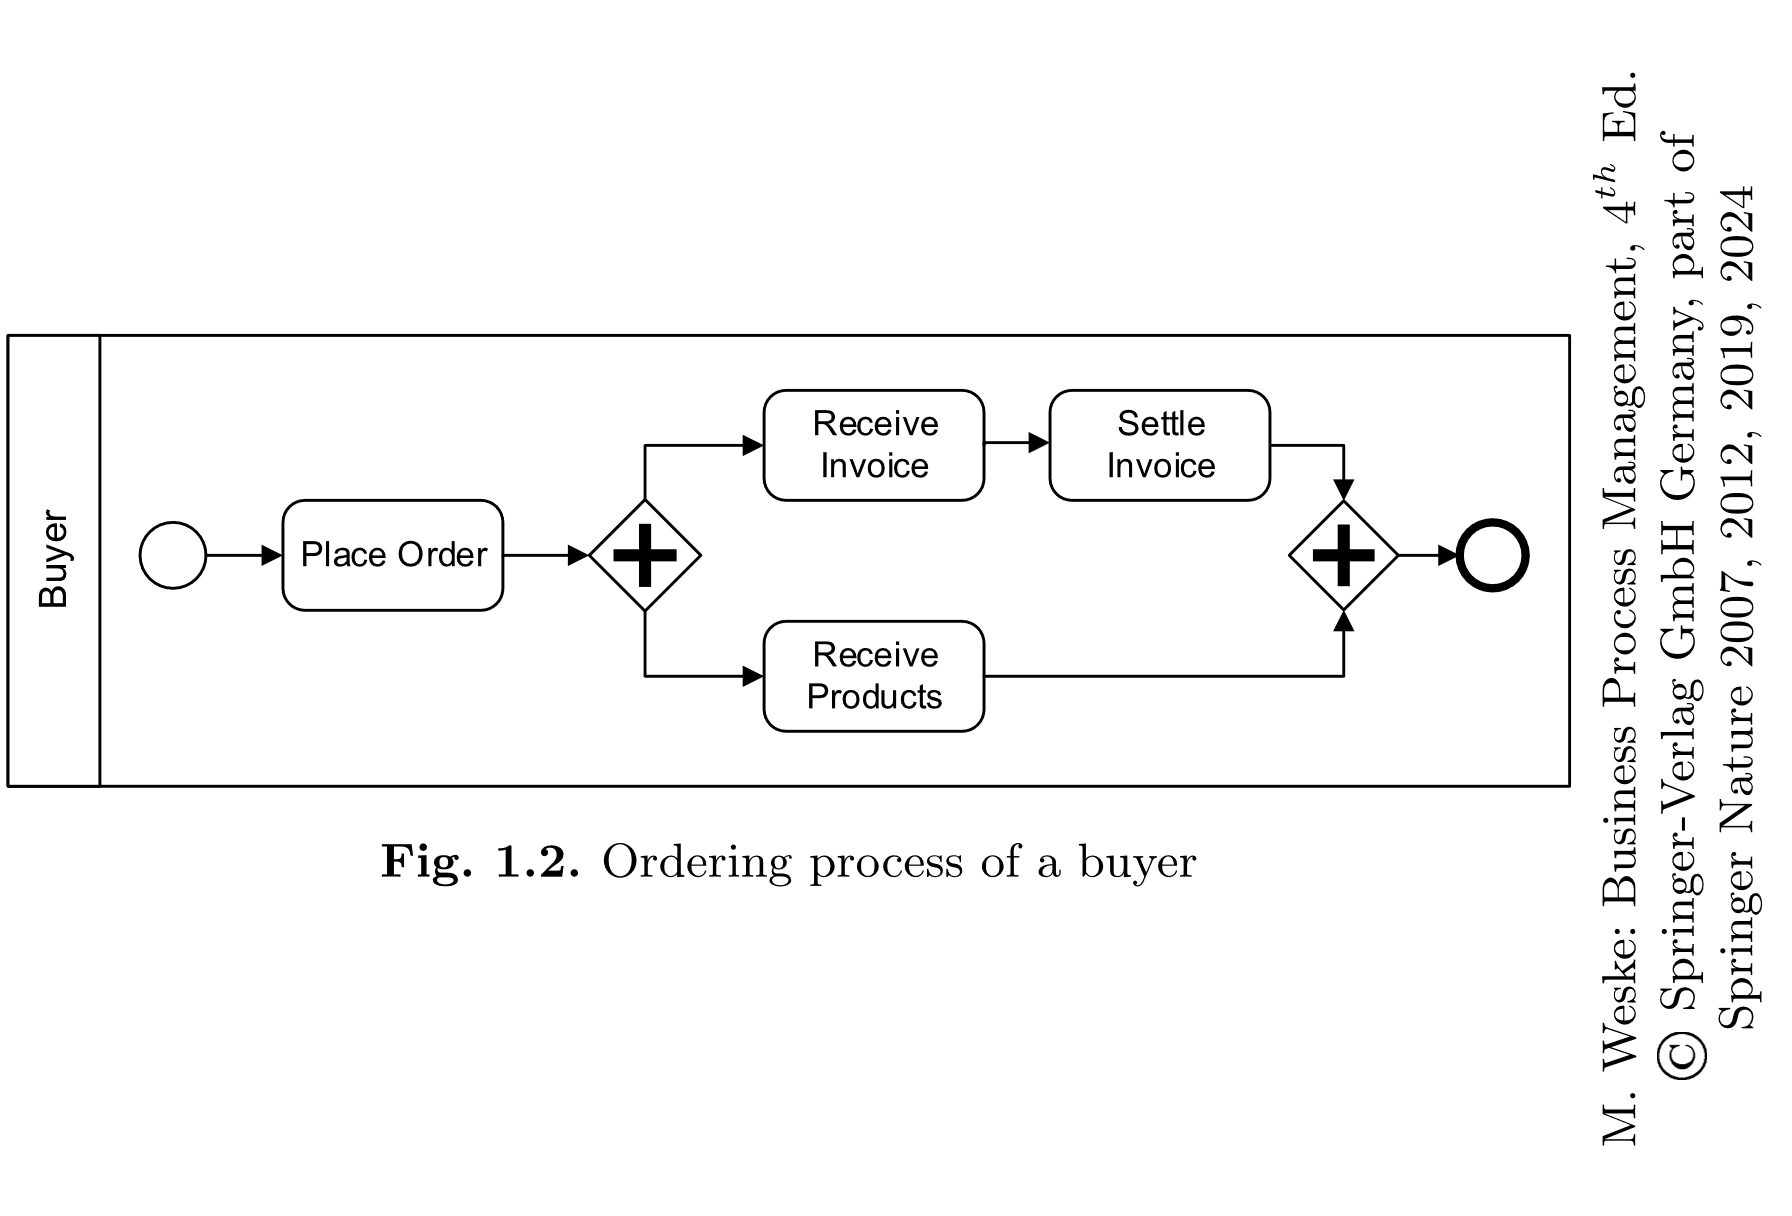 Buyer
Place Order
Receive
Invoice
Settle
Invoice
Receive
Products
Fig. 1.2. Ordering process of a buyer
M. Weske: Business Process Management, 4th Ed.
© Springer-Verlag GmbH Germany, part of
Springer Nature 2007, 2012, 2019, 2024